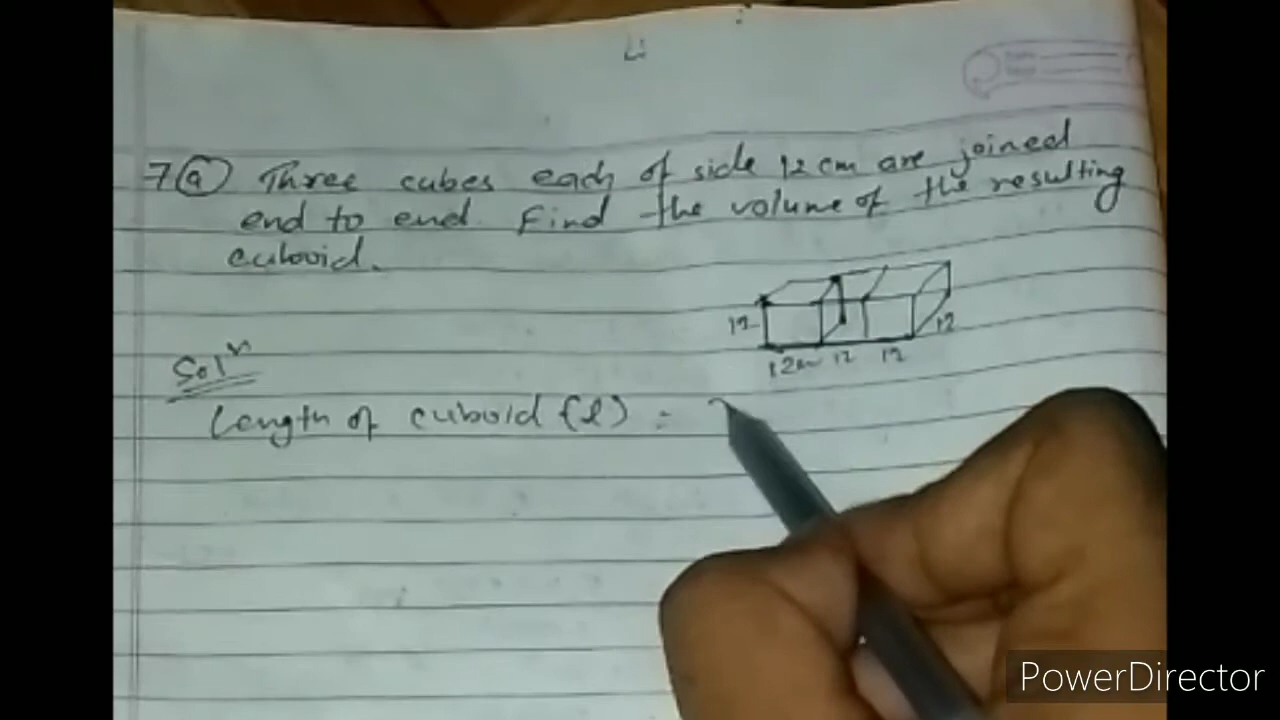 7(a) Three cubes each of side 12 cm are joined
end to end. Find the volume of the resulting
cuboid.
12 12
12cm 12 12
Solⁿ
Length of cuboid (l) =
PowerDirector